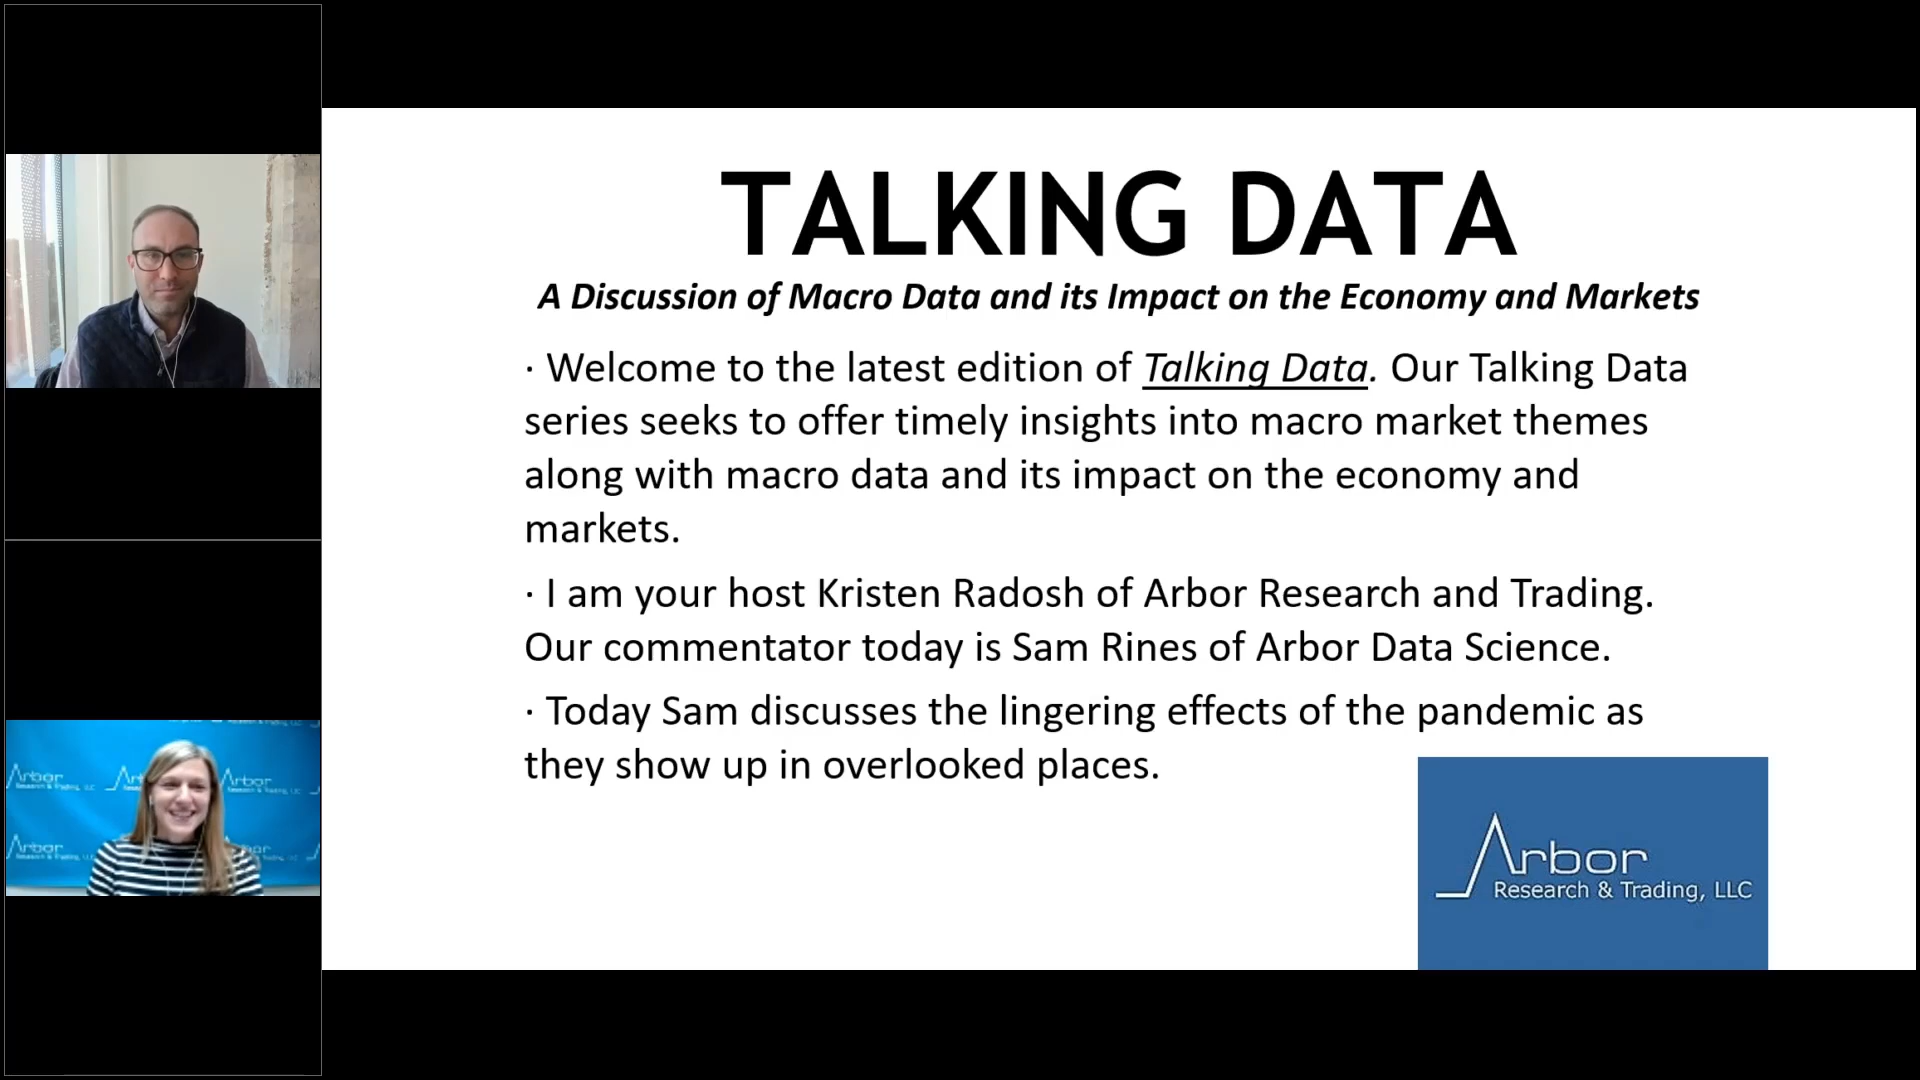 TALKING DATA
A Discussion of Macro Data and its Impact on the Economy and Markets
· Welcome to the latest edition of Talking Data. Our Talking Data
series seeks to offer timely insights into macro market themes
along with macro data and its impact on the economy and
markets.
· I am your host Kristen Radosh of Arbor Research and Trading.
Our commentator today is Sam Rines of Arbor Data Science.
· Today Sam discusses the lingering effects of the pandemic as
they show up in overlooked places.
Arbor
Research & Trading, LLC
Arbor
Arbor
Arbor